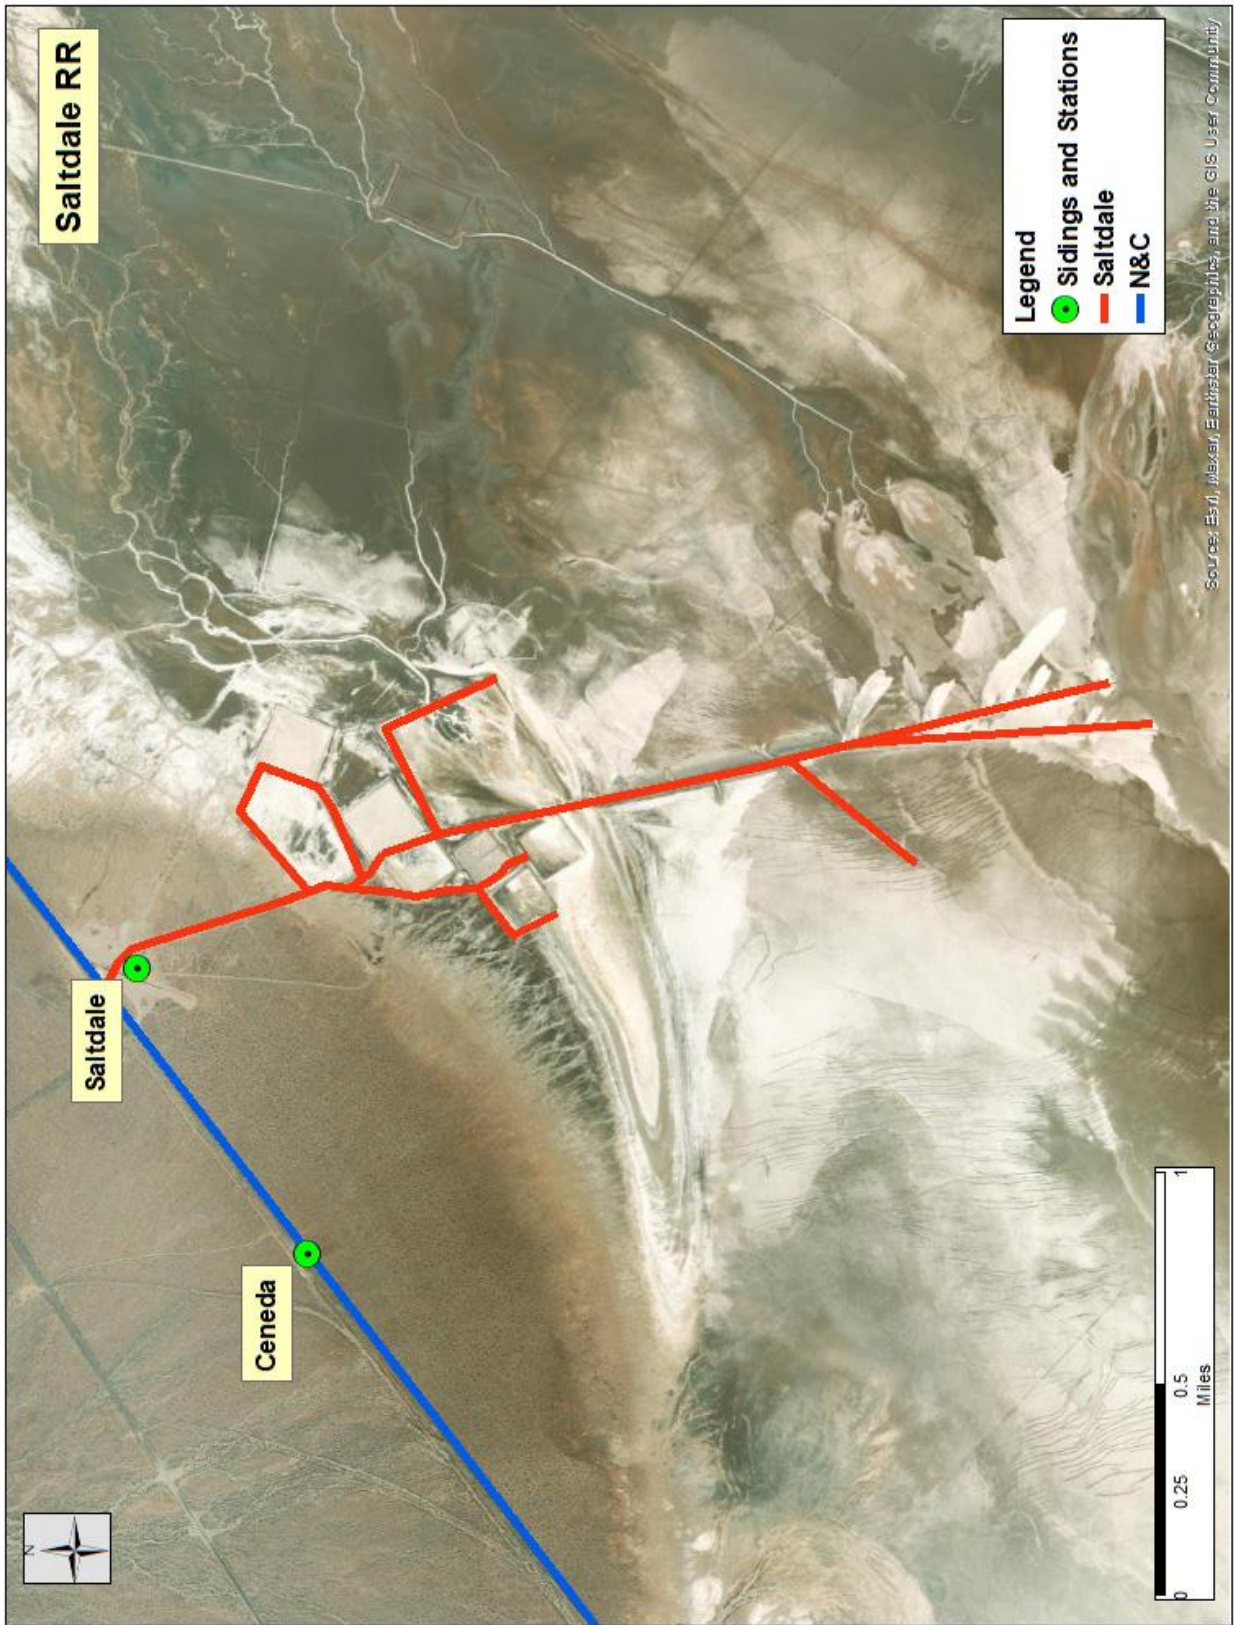 Saltdale RR
N
Saltdale
Ceneda
Legend
Sidings and Stations
Saltdale
N&C
0 0.25 0.5 1
Miles
Source: Esri, Maxar, Earthstar Geographics, and the GIS User Community